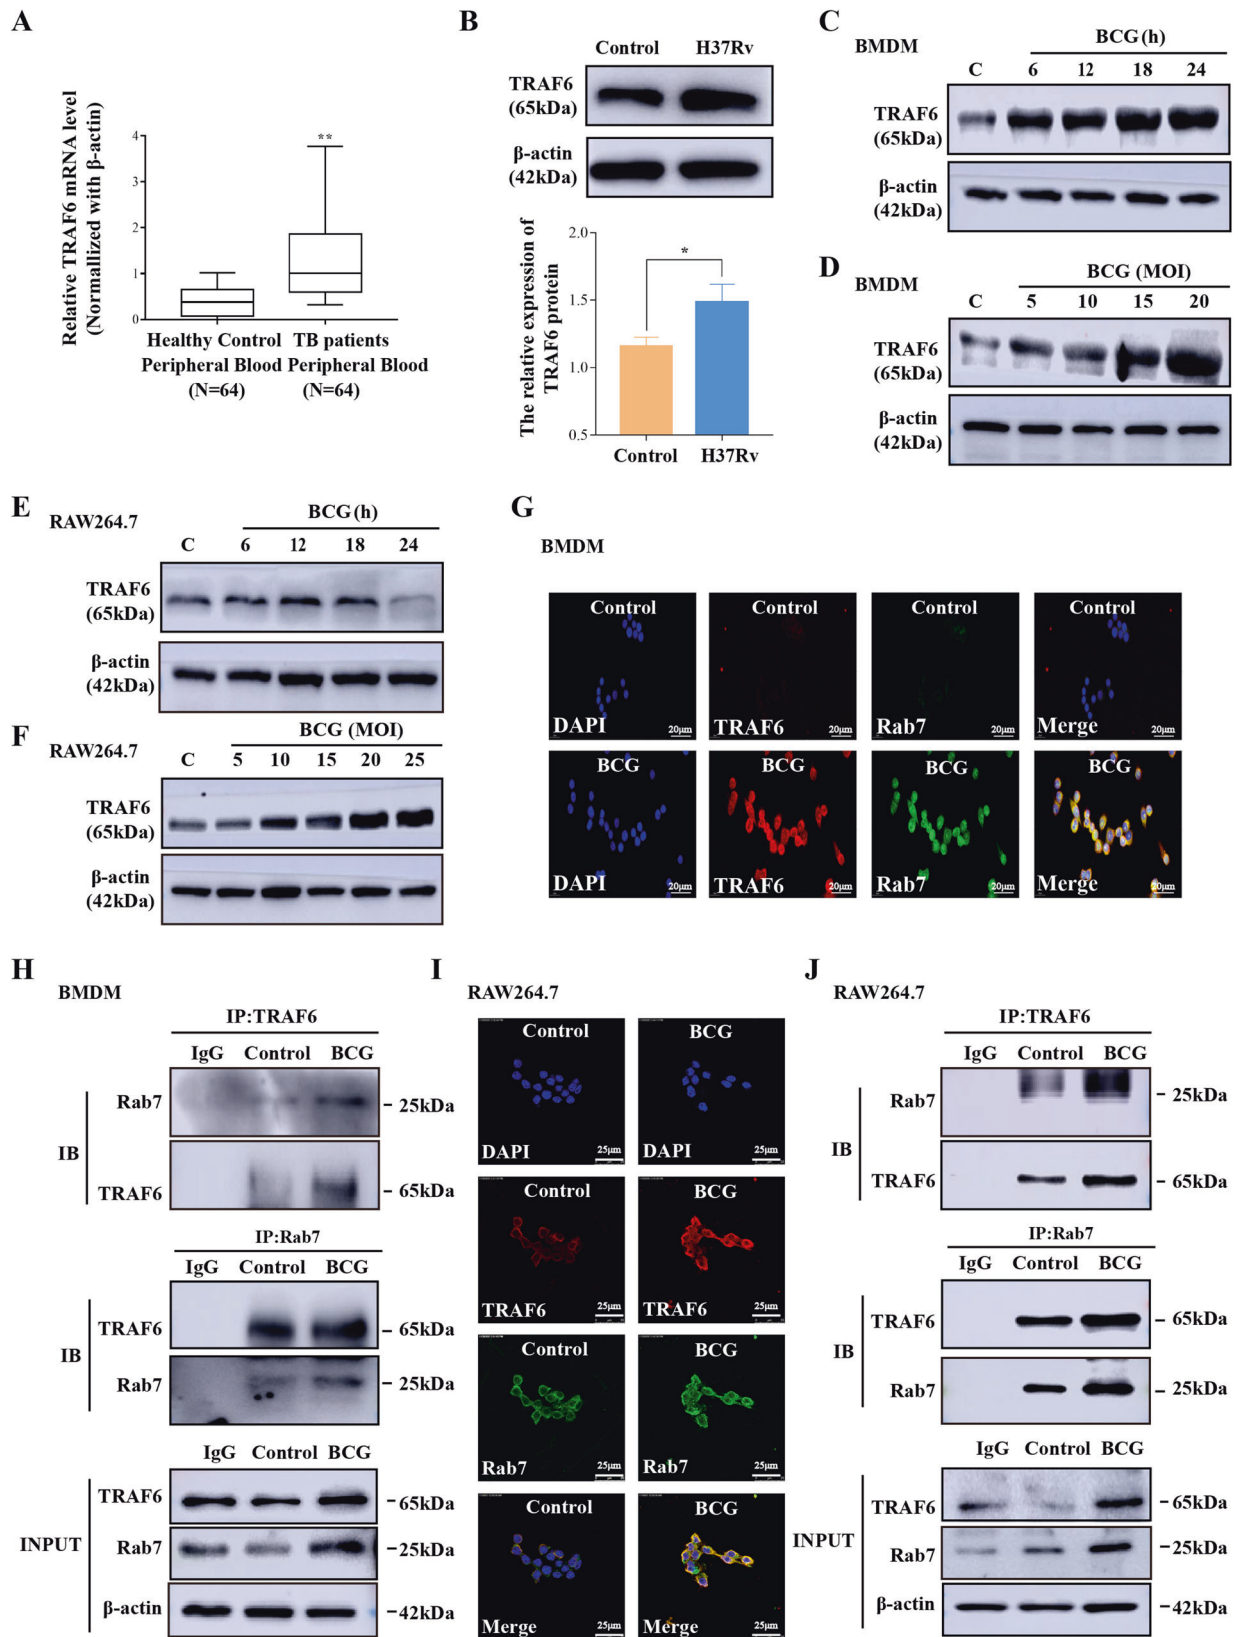 A
Relative TRAF6 mRNA level
(Normallized with β-actin)
4
3
2
1
0
**
Healthy Control
Peripheral Blood
(N=64)
TB patients
Peripheral Blood
(N=64)
B
Control H37Rv
TRAF6
(65kDa)
β-actin
(42kDa)
The relative expression of
TRAF6 protein
2.0
1.5
1.0
0.5
*
Control H37Rv
C
BMDM
BCG (h)
C 6 12 18 24
TRAF6
(65kDa)
β-actin
(42kDa)
D
BMDM
BCG (MOI)
C 5 10 15 20
TRAF6
(65kDa)
β-actin
(42kDa)
E
RAW264.7
BCG (h)
C 6 12 18 24
TRAF6
(65kDa)
β-actin
(42kDa)
F
RAW264.7
BCG (MOI)
C 5 10 15 20 25
TRAF6
(65kDa)
β-actin
(42kDa)
G
BMDM
Control Control Control Control
DAPI 20μm TRAF6 20μm Rab7 20μm Merge 20μm
BCG BCG BCG BCG
DAPI 20μm TRAF6 20μm Rab7 20μm Merge 20μm
H
BMDM
IP:TRAF6
IgG Control BCG
IB
Rab7 25kDa
TRAF6 65kDa
IP:Rab7
IgG Control BCG
IB
TRAF6 65kDa
Rab7 25kDa
IgG Control BCG
INPUT
TRAF6 65kDa
Rab7 25kDa
β-actin 42kDa
I
RAW264.7
Control BCG
DAPI 25μm DAPI 25μm
Control BCG
TRAF6 25μm TRAF6 25μm
Control BCG
Rab7 25μm Rab7 25μm
Control BCG
Merge 25μm Merge 25μm
J
RAW264.7
IP:TRAF6
IgG Control BCG
IB
Rab7 25kDa
TRAF6 65kDa
IP:Rab7
IgG Control BCG
IB
TRAF6 65kDa
Rab7 25kDa
IgG Control BCG
INPUT
TRAF6 65kDa
Rab7 25kDa
β-actin 42kDa